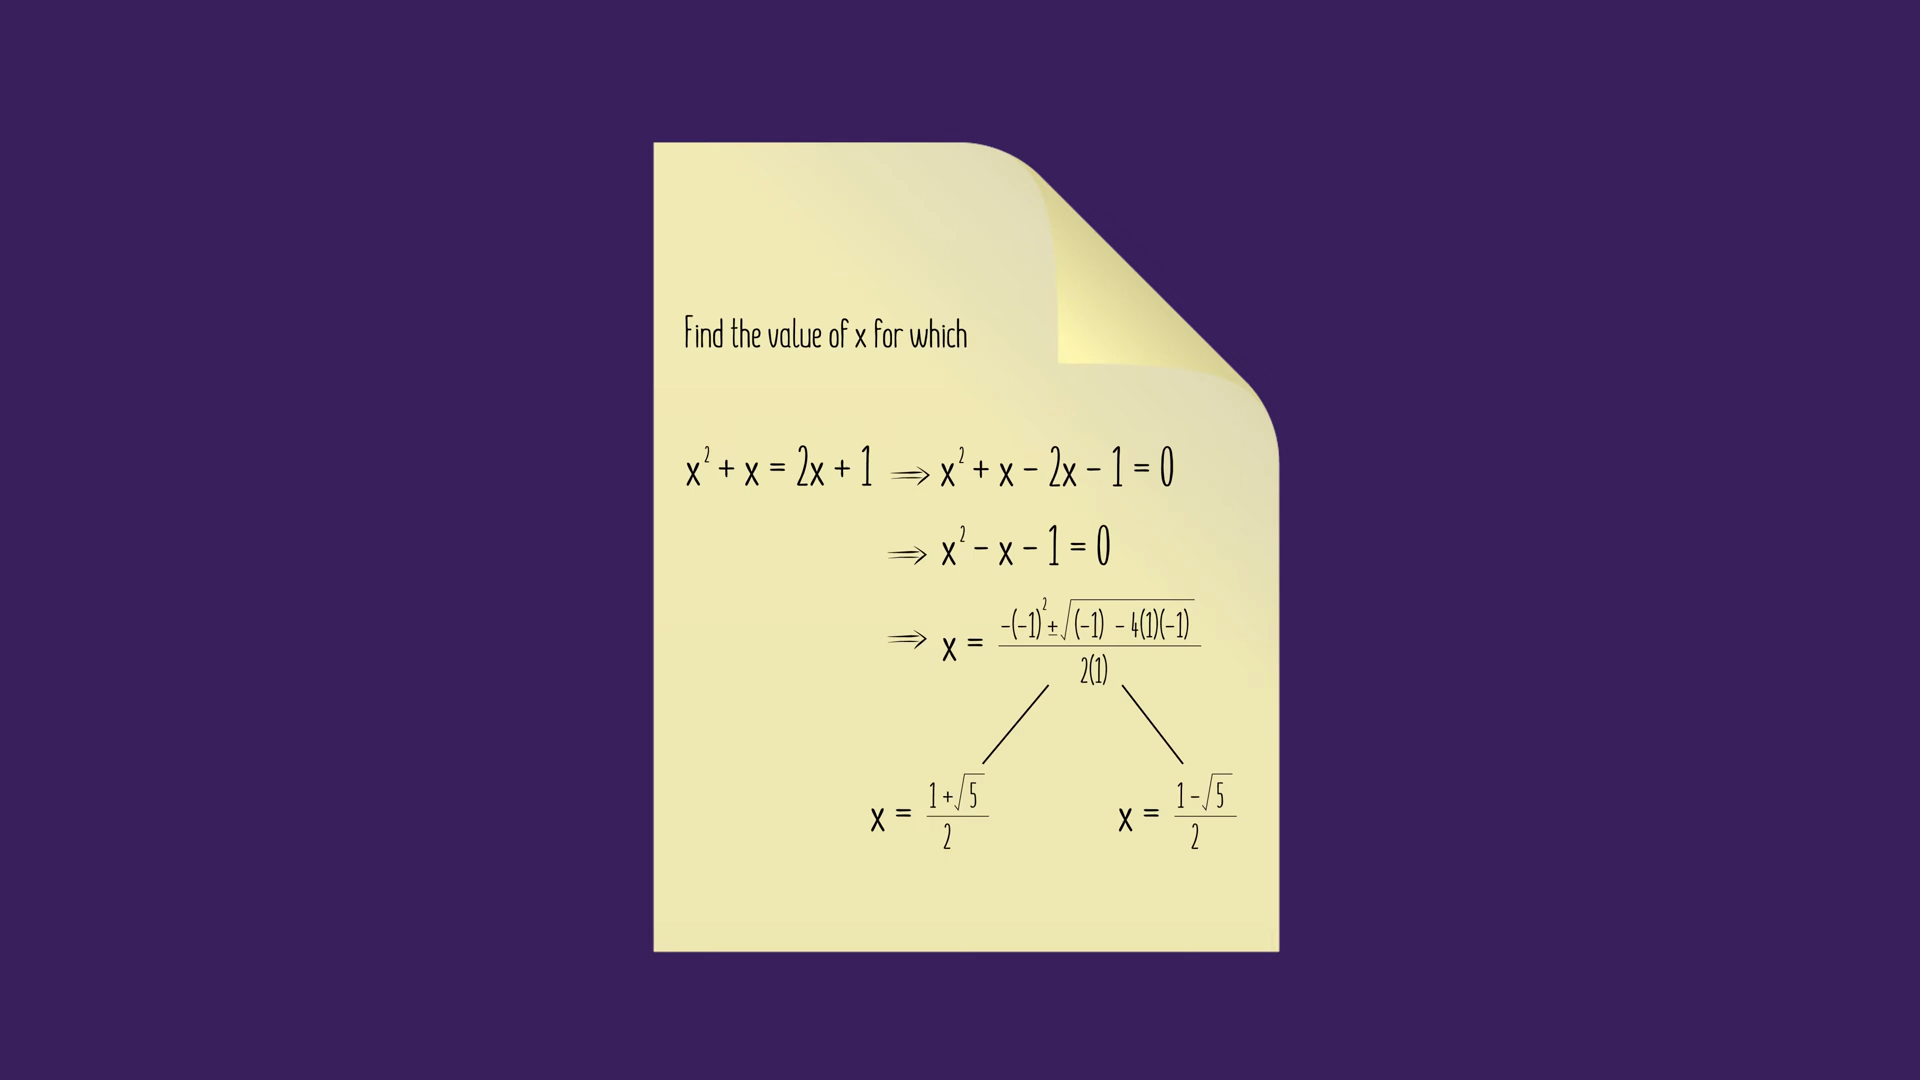 Find the value of x for which
x² + x = 2x + 1 ⟹ x² + x − 2x − 1 = 0
⟹ x² − x − 1 = 0
⟹ x = (−(−1)² ± √((−1) − 4(1)(−1))) / 2(1)
x = (1 + √5) / 2    x = (1 − √5) / 2